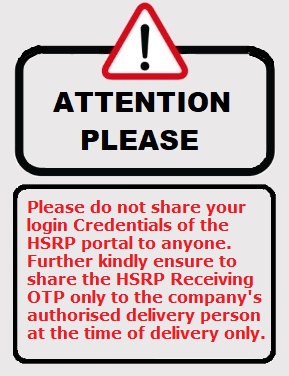 ATTENTION
PLEASE
Please do not share your
login Credentials of the
HSRP portal to anyone.
Further kindly ensure to
share the HSRP Receiving
OTP only to the company's
authorised delivery person
at the time of delivery only.